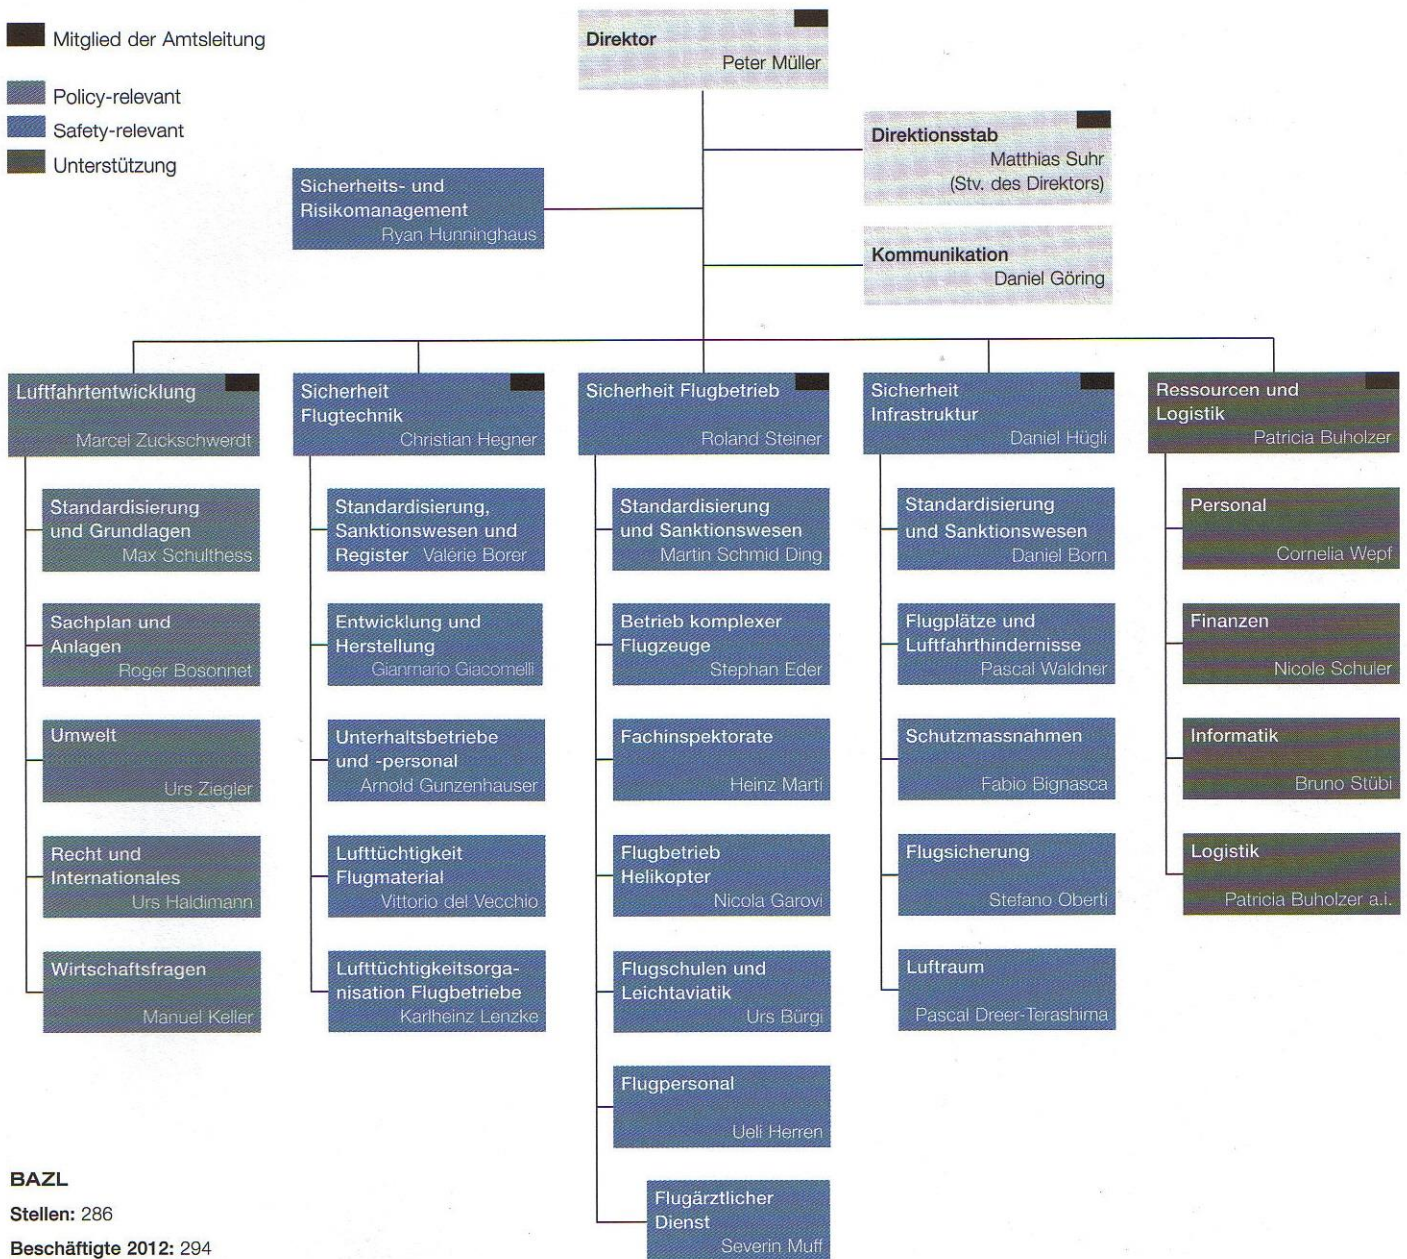 Mitglied der Amtsleitung
Policy-relevant
Safety-relevant
Unterstützung
Direktor
Peter Müller
Direktionsstab
Matthias Suhr
(Stv. des Direktors)
Sicherheits- und
Risikomanagement
Ryan Hunninghaus
Kommunikation
Daniel Göring
Luftfahrtentwicklung
Marcel Zuckschwerdt
Standardisierung
und Grundlagen
Max Schulthess
Sachplan und
Anlagen
Roger Bosonnet
Umwelt
Urs Ziegler
Recht und
Internationales
Urs Haldimann
Wirtschaftsfragen
Manuel Keller
Sicherheit
Flugtechnik
Christian Hegner
Standardisierung,
Sanktionswesen und
Register Valérie Borer
Entwicklung und
Herstellung
Gianmario Giacomelli
Unterhaltsbetriebe
und -personal
Arnold Gunzenhauser
Lufttüchtigkeit
Flugmaterial
Vittorio del Vecchio
Lufttüchtigkeitsorga-
nisation Flugbetriebe
Karlheinz Lenzke
Sicherheit Flugbetrieb
Roland Steiner
Standardisierung
und Sanktionswesen
Martin Schmid Ding
Betrieb komplexer
Flugzeuge
Stephan Eder
Fachinspektorate
Heinz Marti
Flugbetrieb
Helikopter
Nicola Garovi
Flugschulen und
Leichtaviatik
Urs Bürgi
Flugpersonal
Ueli Herren
Flugärztlicher
Dienst
Severin Muff
Sicherheit
Infrastruktur
Daniel Hügli
Standardisierung
und Sanktionswesen
Daniel Born
Flugplätze und
Luftfahrthindernisse
Pascal Waldner
Schutzmassnahmen
Fabio Bignasca
Flugsicherung
Stefano Oberti
Luftraum
Pascal Dreer-Terashima
Ressourcen und
Logistik
Patricia Buholzer
Personal
Cornelia Wepf
Finanzen
Nicole Schuler
Informatik
Bruno Stübi
Logistik
Patricia Buholzer a.i.
BAZL
Stellen: 286
Beschäftigte 2012: 294